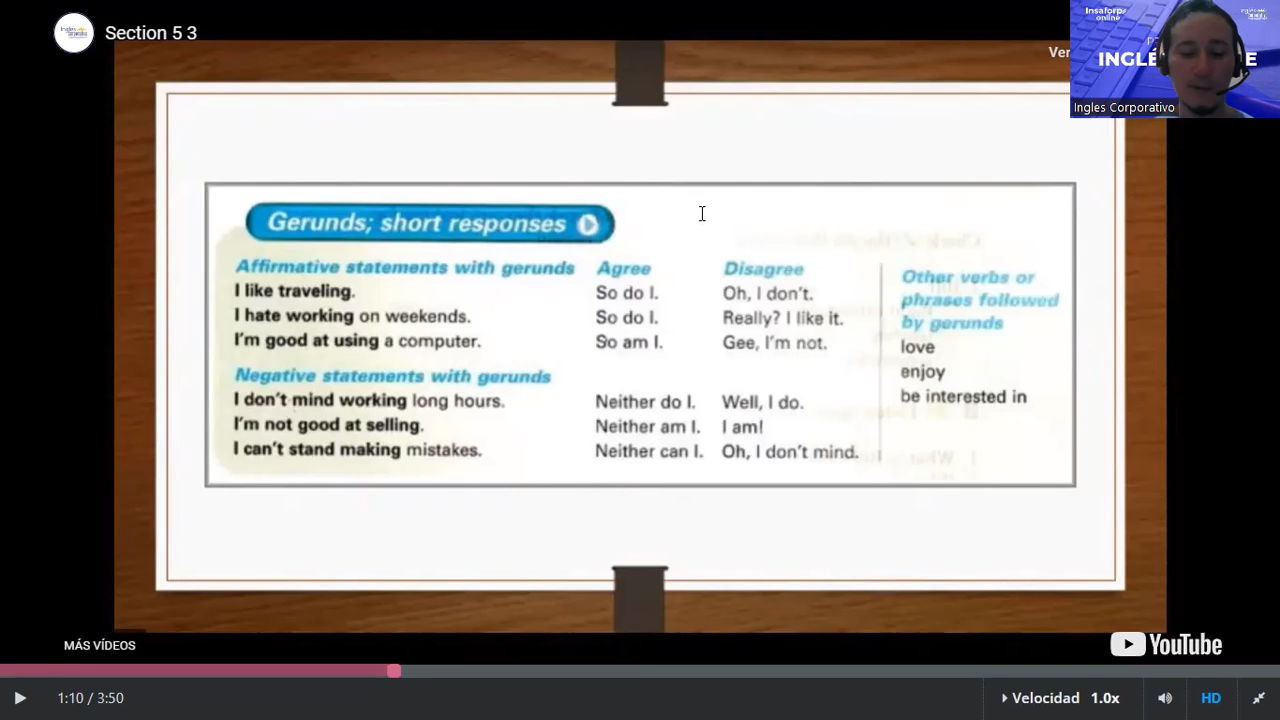 Section 5 3
Ver
Insaforp
online
INGLÉ
E
Ingles Corporativo
Gerunds; short responses
Affirmative statements with gerunds Agree Disagree
I like traveling. So do I. Oh, I don't.
I hate working on weekends. So do I. Really? I like it.
I'm good at using a computer. So am I. Gee, I'm not.
Negative statements with gerunds
I don't mind working long hours. Neither do I. Well, I do.
I'm not good at selling. Neither am I. I am!
I can't stand making mistakes. Neither can I. Oh, I don't mind.
Other verbs or
phrases followed
by gerunds
love
enjoy
be interested in
MÁS VÍDEOS
YouTube
1:10 / 3:50
Velocidad 1.0x
HD